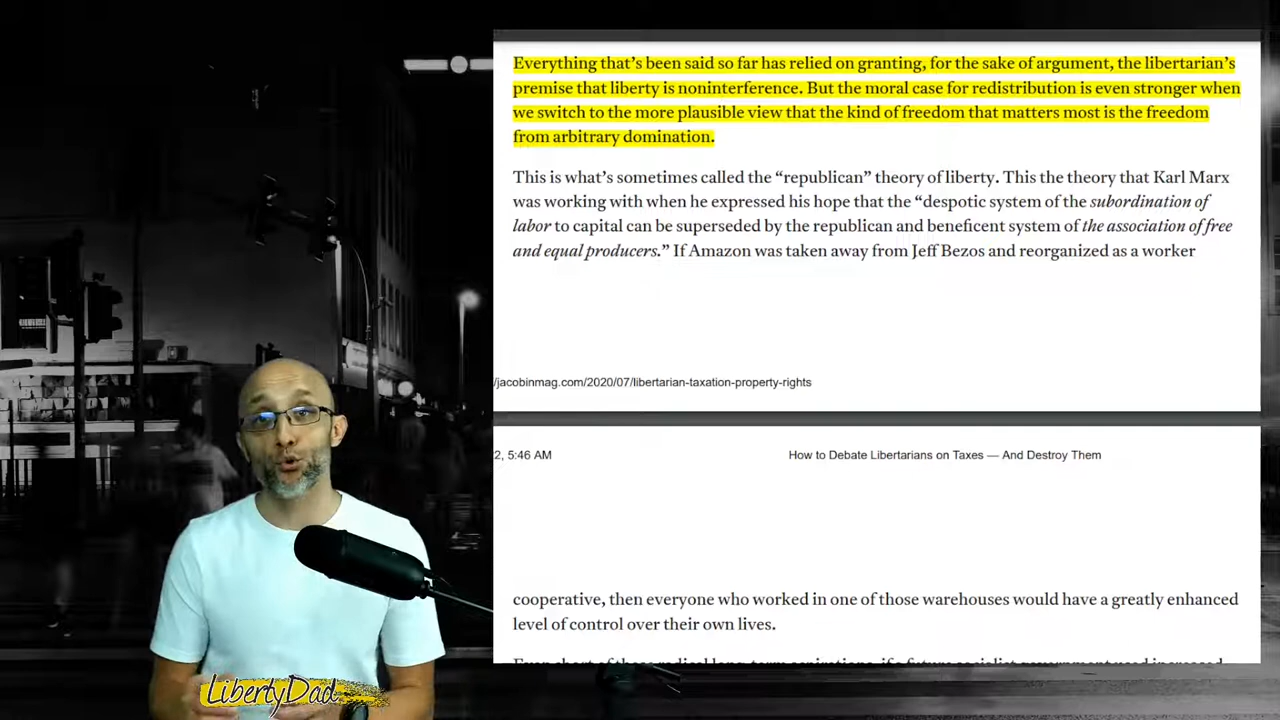 Everything that's been said so far has relied on granting, for the sake of argument, the libertarian's
premise that liberty is noninterference. But the moral case for redistribution is even stronger when
we switch to the more plausible view that the kind of freedom that matters most is the freedom
from arbitrary domination.
This is what's sometimes called the “republican” theory of liberty. This the theory that Karl Marx
was working with when he expressed his hope that the “despotic system of the subordination of
labor to capital can be superseded by the republican and beneficent system of the association of free
and equal producers.” If Amazon was taken away from Jeff Bezos and reorganized as a worker
/jacobinmag.com/2020/07/libertarian-taxation-property-rights
2, 5:46 AM
How to Debate Libertarians on Taxes — And Destroy Them
cooperative, then everyone who worked in one of those warehouses would have a greatly enhanced
level of control over their own lives.
LibertyDad